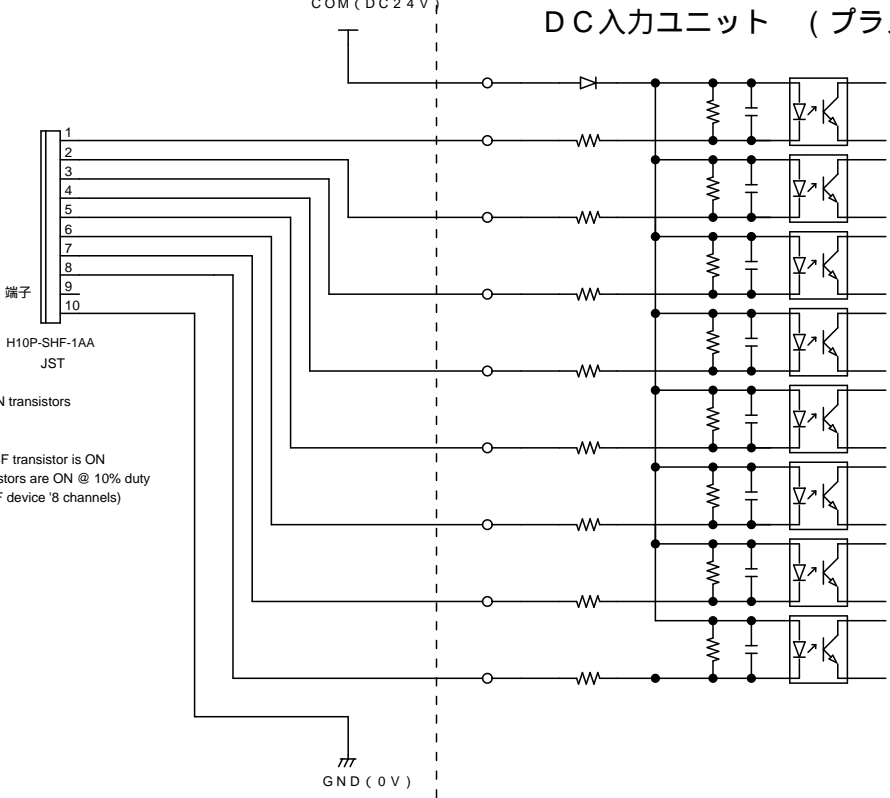 COM(DC24V)
DC入力ユニット (プラ
1
2
3
4
5
6
7
8
9
10
端子
H10P-SHF-1AA
JST
N transistors
F transistor is ON
stors are ON @ 10% duty
F device '8 channels)
GND(0V)